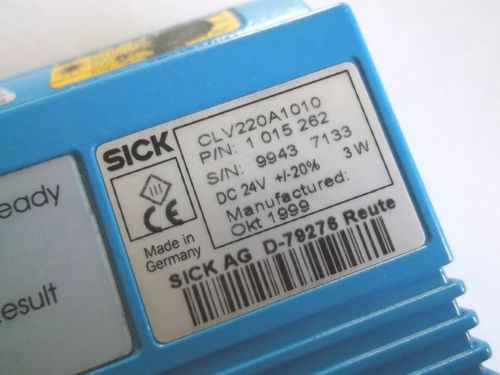 SICK
CLV220A1010
P/N: 1 015 262
S/N: 9943 7133
DC 24V +/-20% 3 W
Manufactured:
Okt 1999
III
CE
Made in
Germany
SICK AG D-79276 Reute
eady
esult